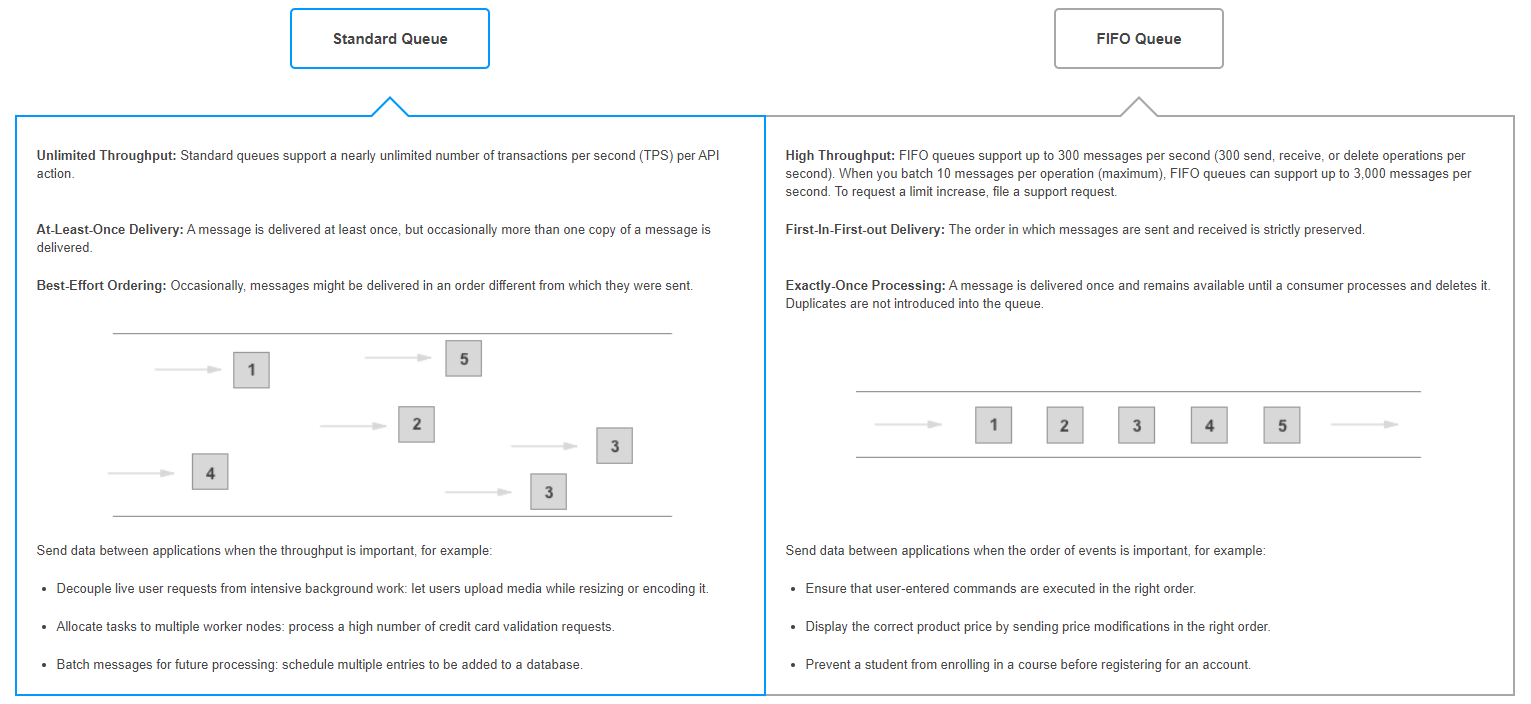 Standard Queue
FIFO Queue
Unlimited Throughput: Standard queues support a nearly unlimited number of transactions per second (TPS) per API
action.
At-Least-Once Delivery: A message is delivered at least once, but occasionally more than one copy of a message is
delivered.
Best-Effort Ordering: Occasionally, messages might be delivered in an order different from which they were sent.
1
5
2
3
4
3
Send data between applications when the throughput is important, for example:
• Decouple live user requests from intensive background work: let users upload media while resizing or encoding it.
• Allocate tasks to multiple worker nodes: process a high number of credit card validation requests.
• Batch messages for future processing: schedule multiple entries to be added to a database.
High Throughput: FIFO queues support up to 300 messages per second (300 send, receive, or delete operations per
second). When you batch 10 messages per operation (maximum), FIFO queues can support up to 3,000 messages per
second. To request a limit increase, file a support request.
First-In-First-out Delivery: The order in which messages are sent and received is strictly preserved.
Exactly-Once Processing: A message is delivered once and remains available until a consumer processes and deletes it.
Duplicates are not introduced into the queue.
1 2 3 4 5
Send data between applications when the order of events is important, for example:
• Ensure that user-entered commands are executed in the right order.
• Display the correct product price by sending price modifications in the right order.
• Prevent a student from enrolling in a course before registering for an account.